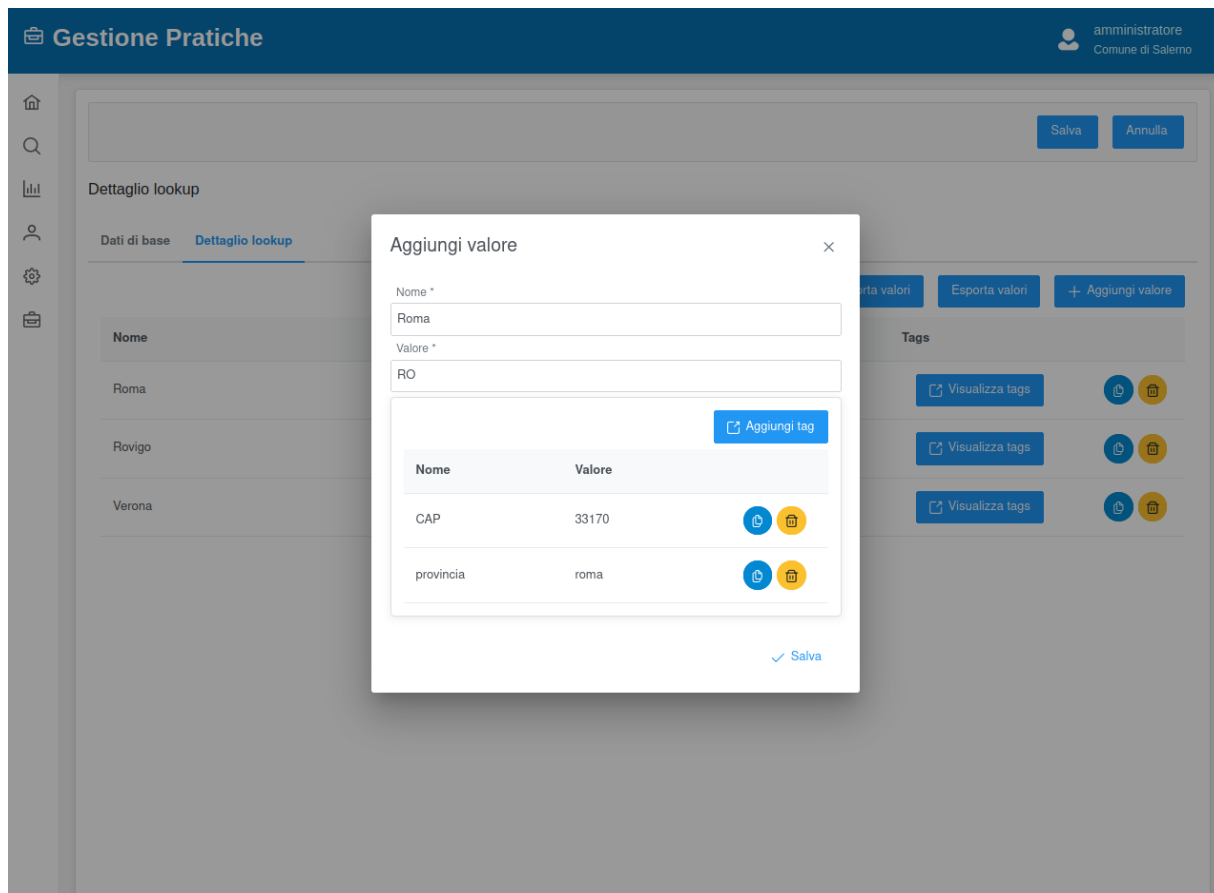 Gestione Pratiche
amministratore
Comune di Salerno
Salva Annulla
Dettaglio lookup
Dati di base Dettaglio lookup
rta valori Esporta valori + Aggiungi valore
Nome Tags
Roma Visualizza tags
Rovigo Visualizza tags
Verona Visualizza tags
Aggiungi valore
Nome *
Roma
Valore *
RO
Aggiungi tag
Nome Valore
CAP 33170
provincia roma
Salva